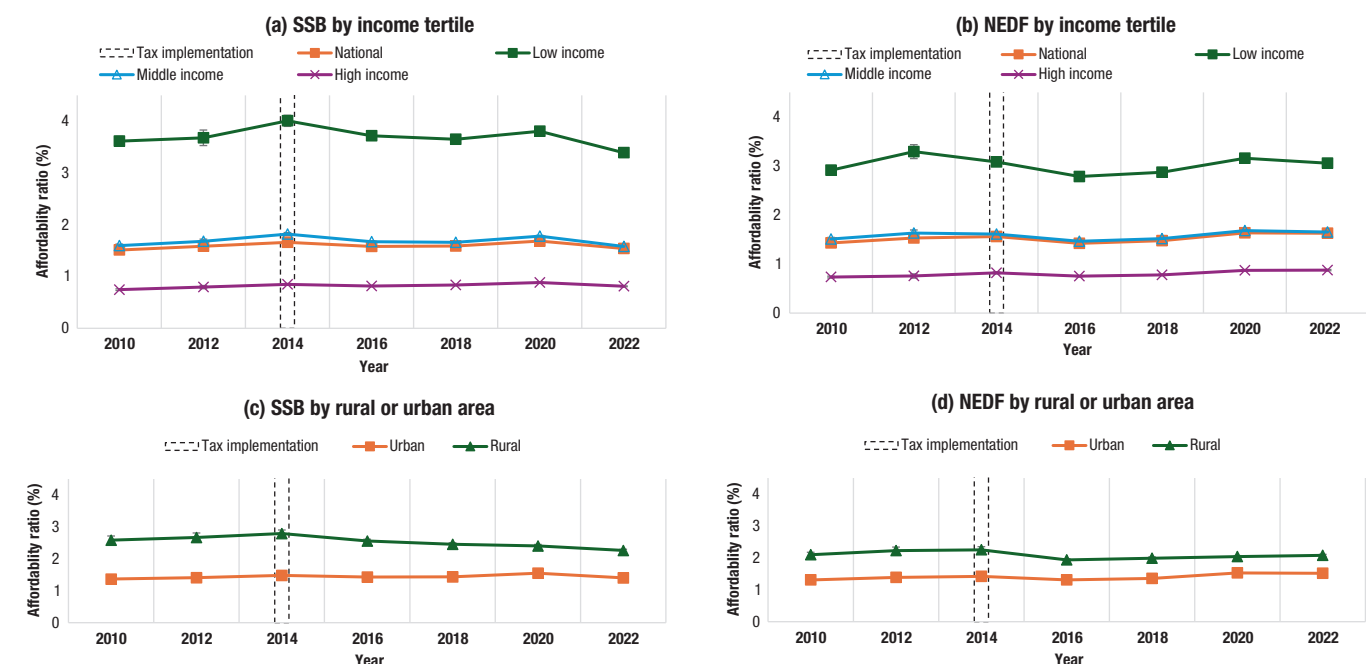 (a) SSB by income tertile
Tax implementation National Low income
Middle income High income
Affordablity ratio (%)
4
3
2
1
0
2010 2012 2014 2016 2018 2020 2022
Year
(b) NEDF by income tertile
Tax implementation National Low income
Middle income High income
Affordablity ratio (%)
4
3
2
1
0
2010 2012 2014 2016 2018 2020 2022
Year
(c) SSB by rural or urban area
Tax implementation Urban Rural
Affordablity ratio (%)
4
3
2
1
0
2010 2012 2014 2016 2018 2020 2022
Year
(d) NEDF by rural or urban area
Tax implementation Urban Rural
Affordablity ratio (%)
4
3
2
1
0
2010 2012 2014 2016 2018 2020 2022
Year